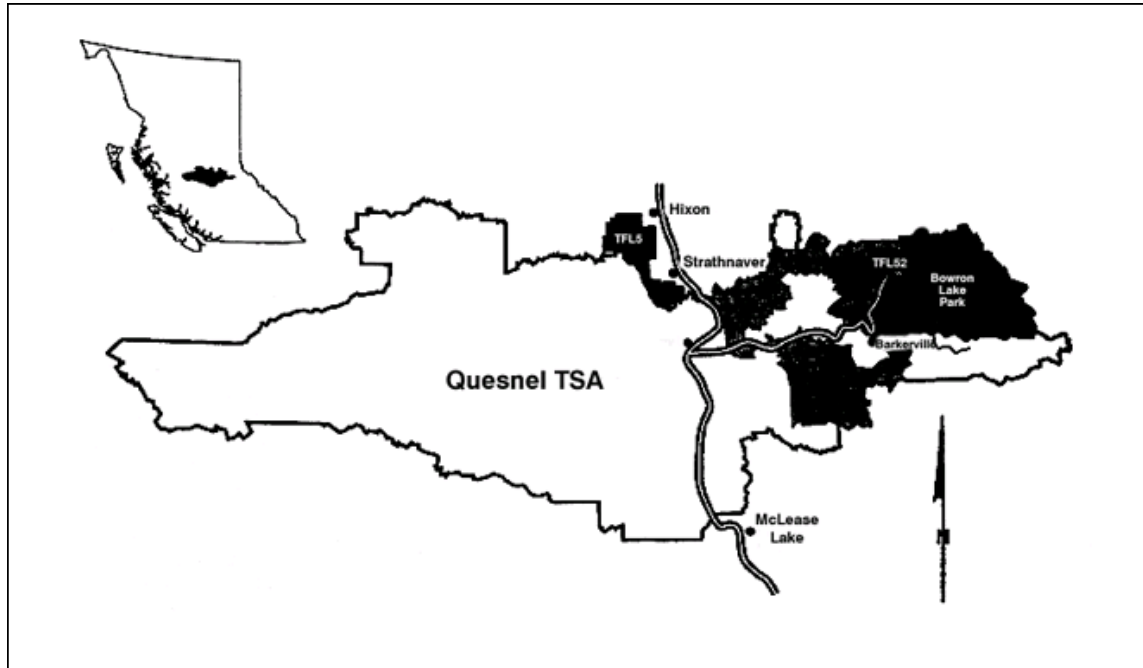 Hixon
TFL5
Strathnaver
TFL52
Bowron
Lake
Park
Barkerville
Quesnel TSA
McLease
Lake
N